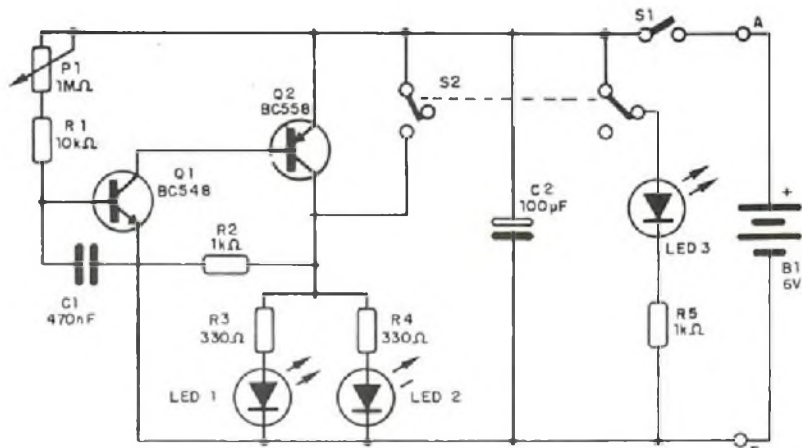 S1
A
P1
1MΩ
S2
Q2
BC558
R1
10kΩ
Q1
BC548
C2
100µF
+
R2
1kΩ
LED 3
B1
6V
C1
470nF
R3
330Ω
R4
330Ω
R5
1kΩ
LED 1
LED 2